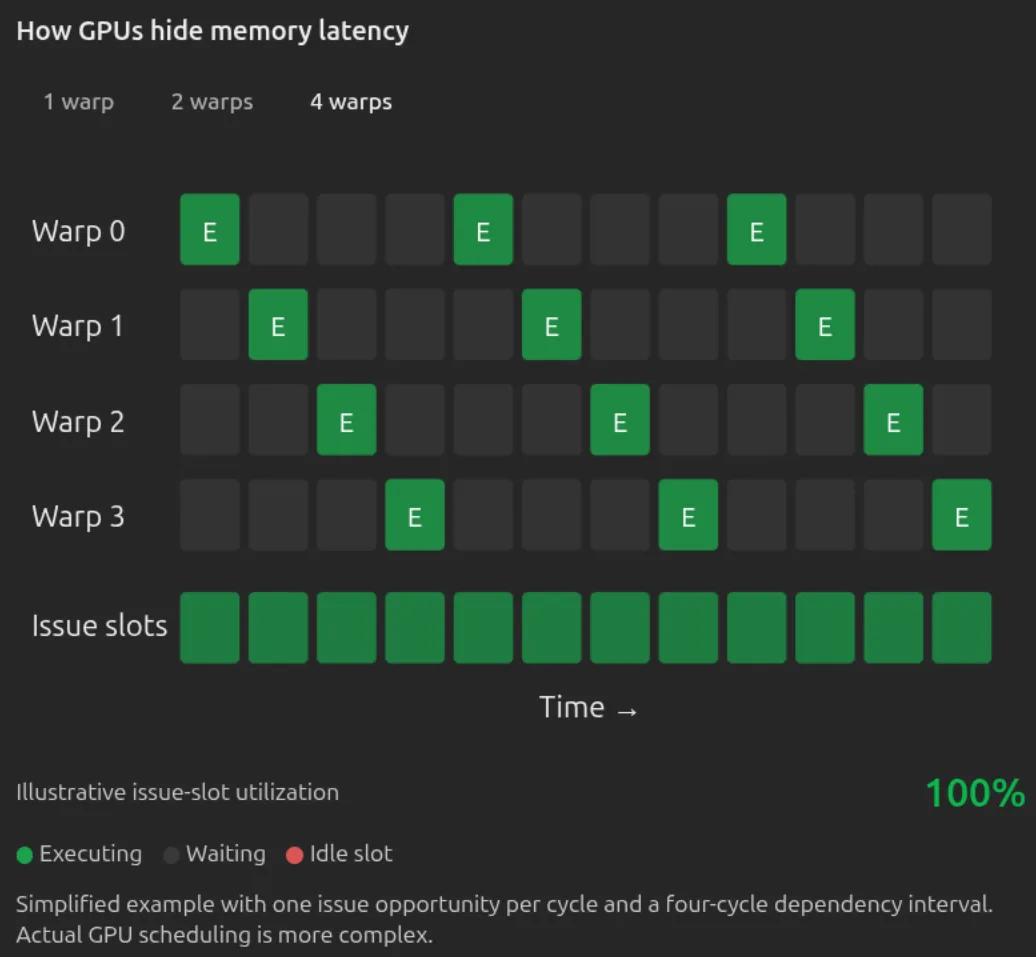 How GPUs hide memory latency
1 warp 2 warps 4 warps
Warp 0 E E E
Warp 1 E E E
Warp 2 E E E
Warp 3 E E E
Issue slots
Time →
Illustrative issue-slot utilization 100%
Executing Waiting Idle slot
Simplified example with one issue opportunity per cycle and a four-cycle dependency interval.
Actual GPU scheduling is more complex.